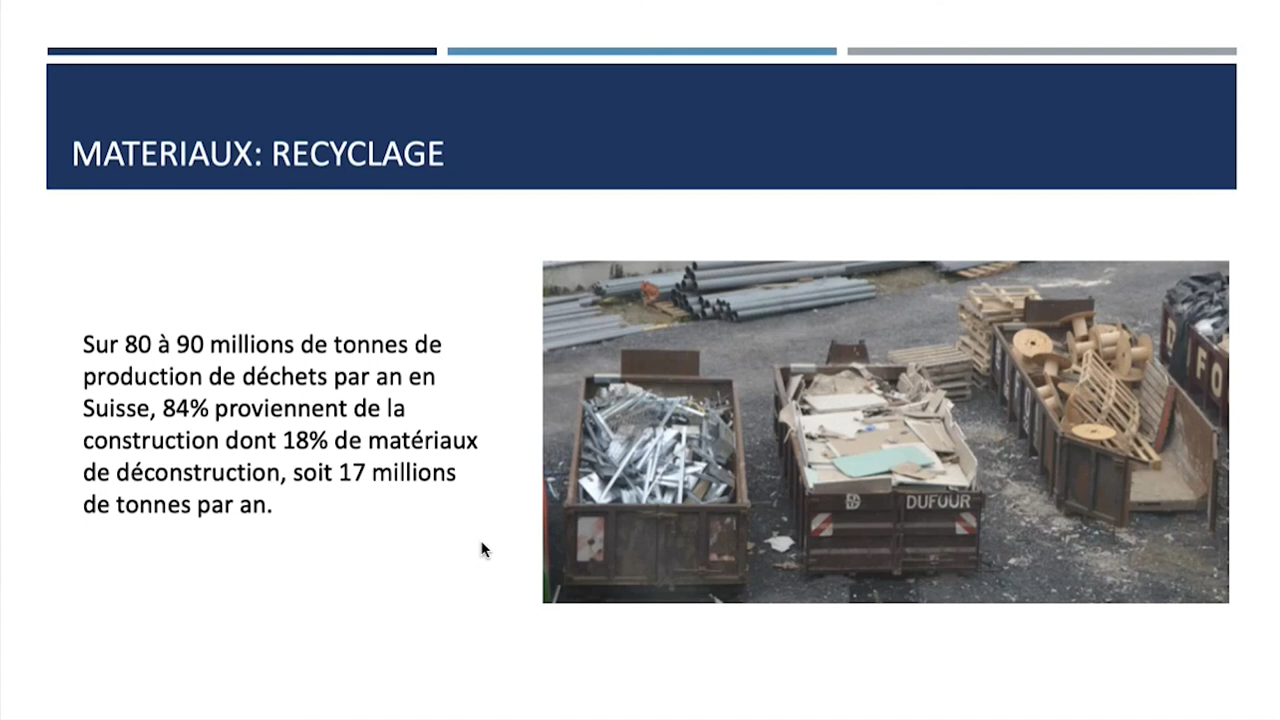 MATERIAUX: RECYCLAGE
Sur 80 à 90 millions de tonnes de
production de déchets par an en
Suisse, 84% proviennent de la
construction dont 18% de matériaux
de déconstruction, soit 17 millions
de tonnes par an.
DUFOUR
D
FO